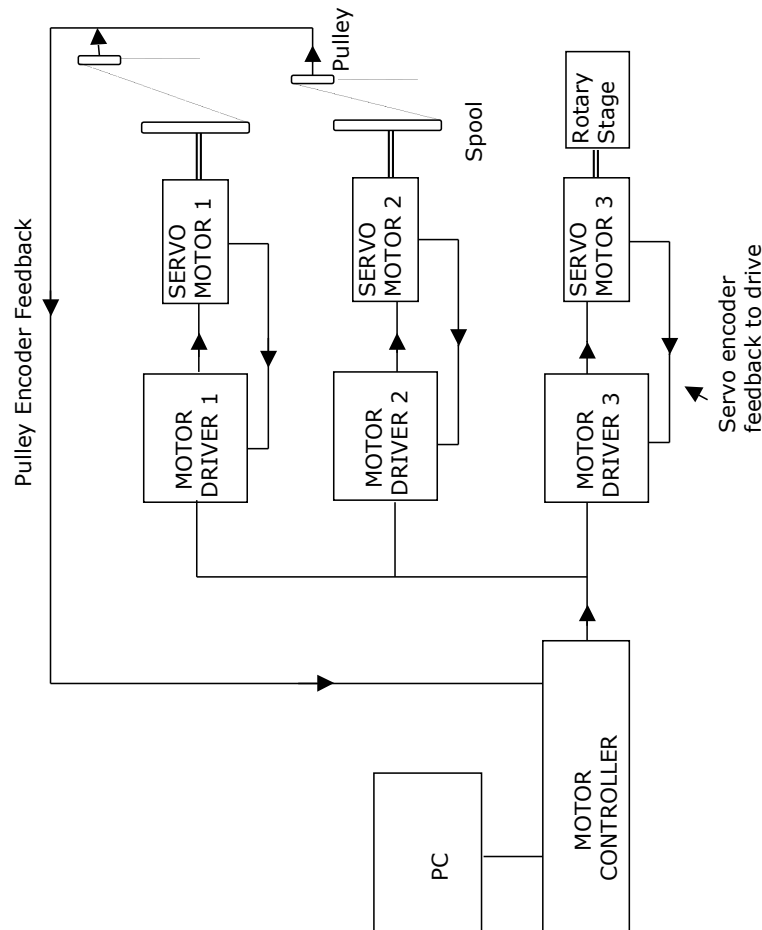 Pulley Encoder Feedback
Pulley
Spool
Rotary
Stage
SERVO
MOTOR 1
SERVO
MOTOR 2
SERVO
MOTOR 3
MOTOR
DRIVER 1
MOTOR
DRIVER 2
MOTOR
DRIVER 3
Servo encoder
feedback to drive
PC
MOTOR
CONTROLLER